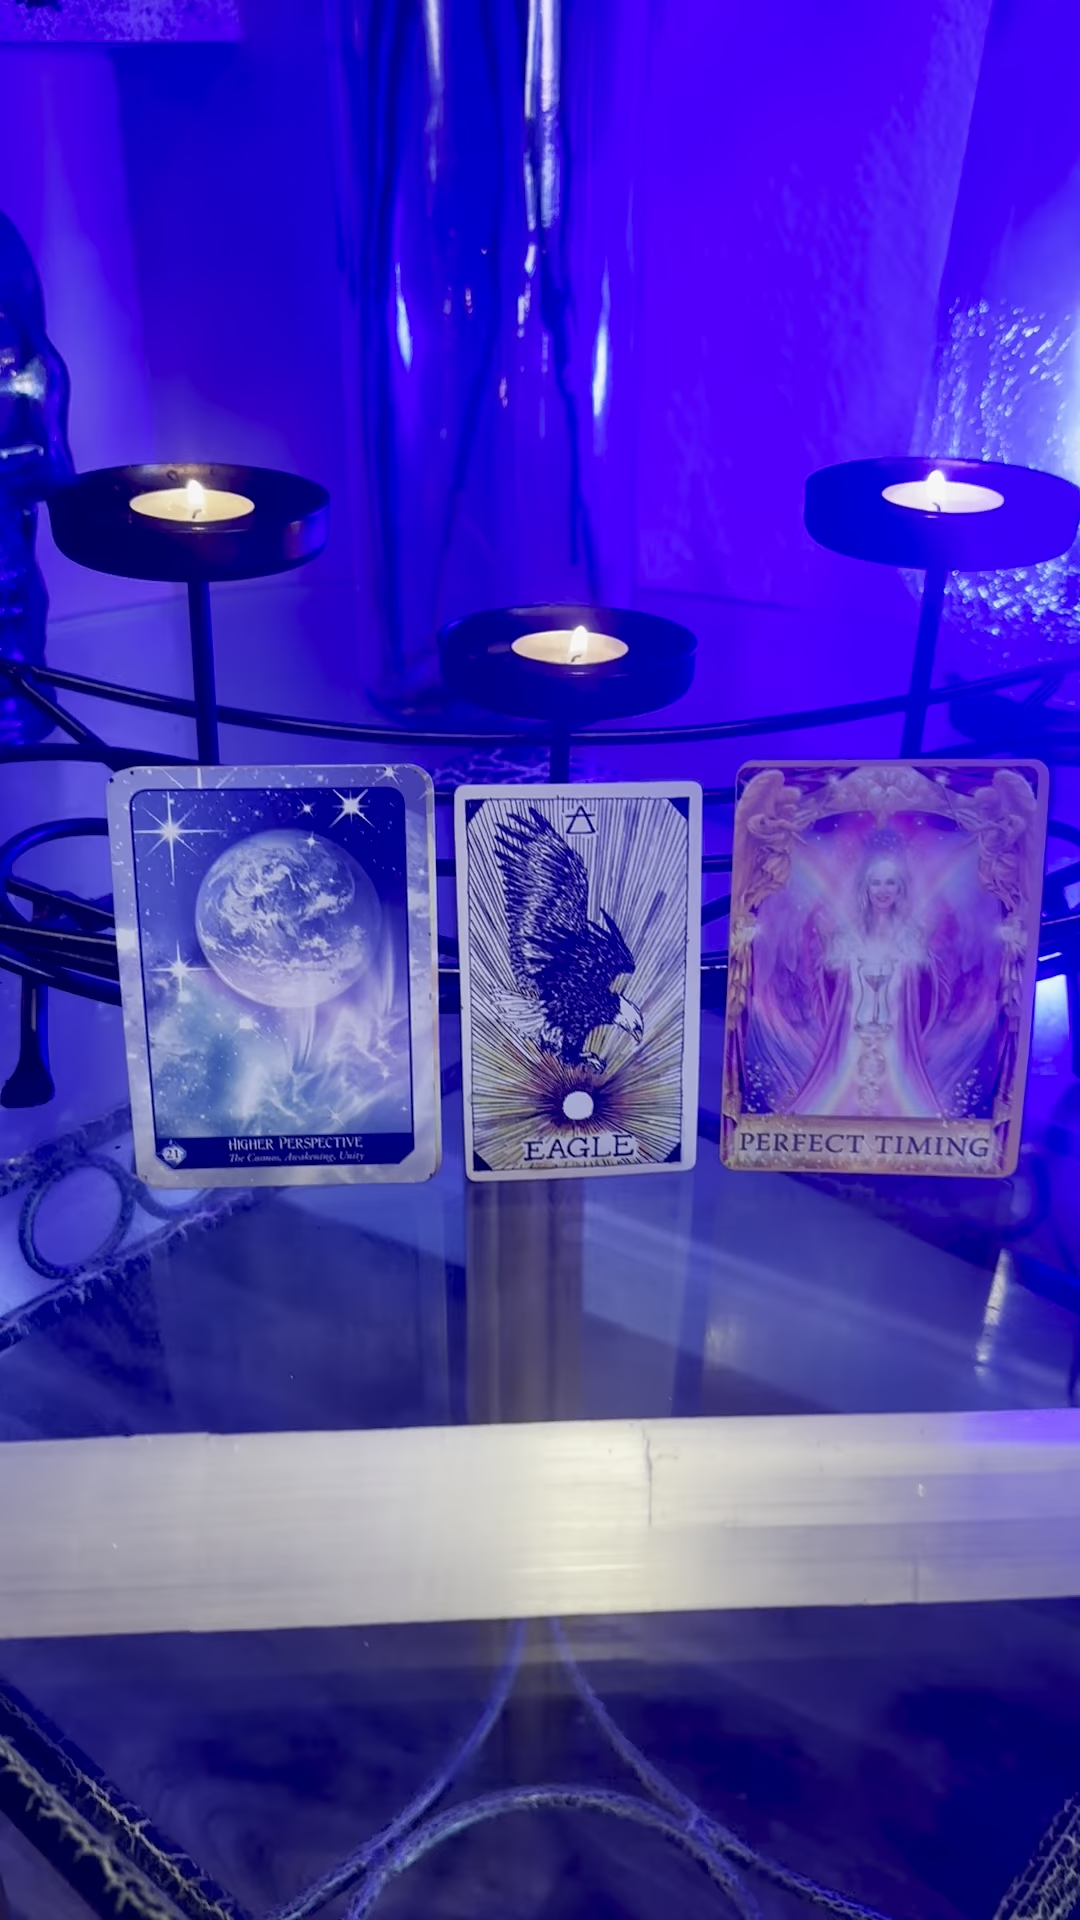 21
HIGHER PERSPECTIVE
The Cosmos, Awakening, Unity
EAGLE
PERFECT TIMING